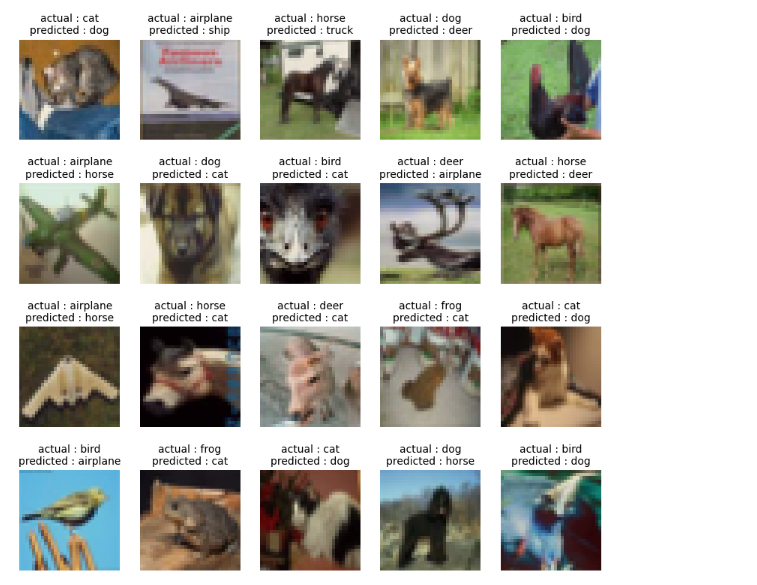 actual : cat
predicted : dog
actual : airplane
predicted : ship
actual : horse
predicted : truck
actual : dog
predicted : deer
actual : bird
predicted : dog
actual : airplane
predicted : horse
actual : dog
predicted : cat
actual : bird
predicted : cat
actual : deer
predicted : airplane
actual : horse
predicted : deer
actual : airplane
predicted : horse
actual : horse
predicted : cat
actual : deer
predicted : cat
actual : frog
predicted : cat
actual : cat
predicted : dog
actual : bird
predicted : airplane
actual : frog
predicted : cat
actual : cat
predicted : dog
actual : dog
predicted : horse
actual : bird
predicted : dog